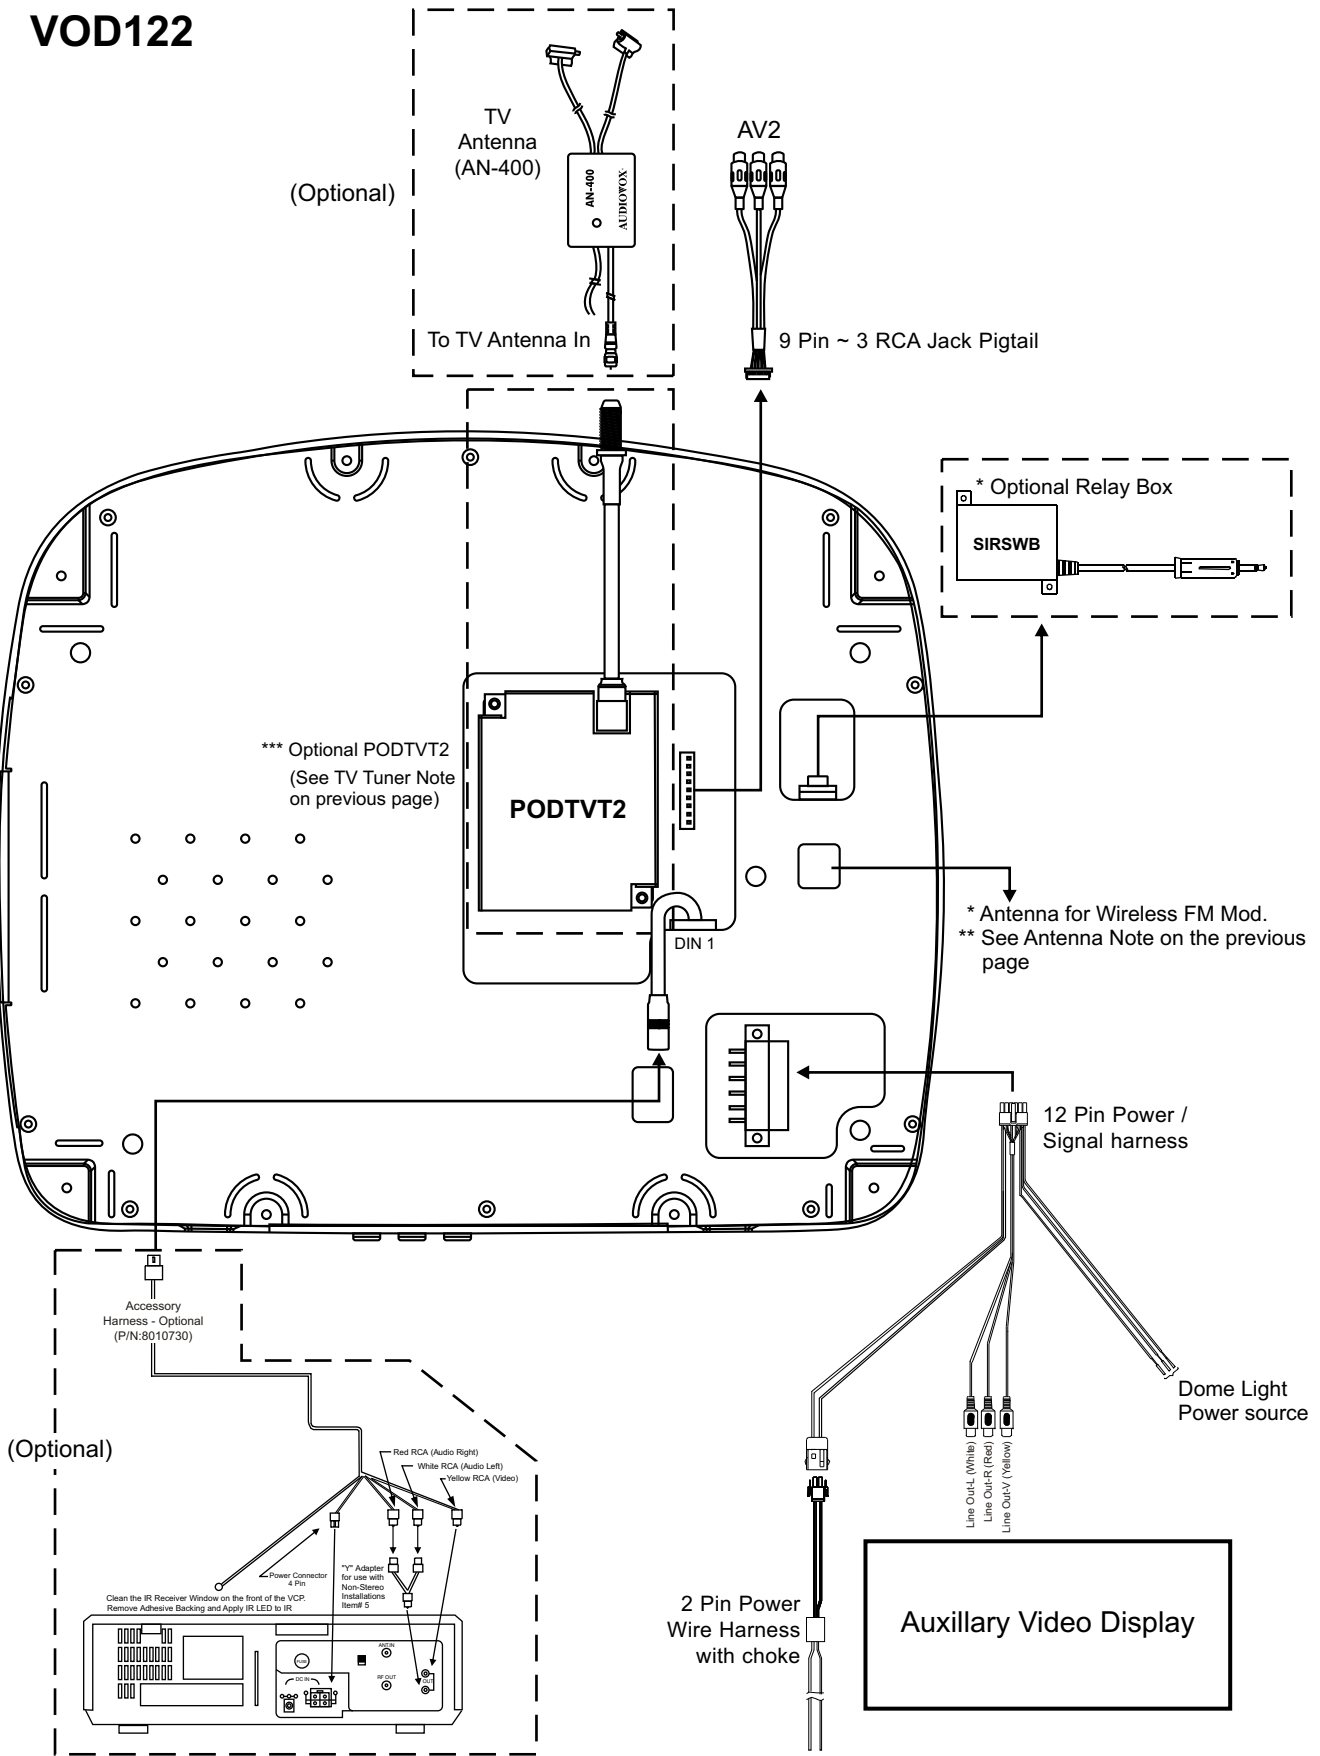 VOD122
TV
Antenna
(AN-400)
(Optional)
AN-400
AUDIOVOX
To TV Antenna In
AV2
9 Pin ~ 3 RCA Jack Pigtail
* Optional Relay Box
SIRSWB
*** Optional PODTVT2
(See TV Tuner Note
on previous page)
PODTVT2
DIN 1
* Antenna for Wireless FM Mod.
** See Antenna Note on the previous
page
12 Pin Power /
Signal harness
Accessory
Harness - Optional
(P/N:8010730)
(Optional)
Red RCA (Audio Right)
White RCA (Audio Left)
Yellow RCA (Video)
Power Connector
4 Pin
"Y" Adapter
for use with
Non-Stereo
Installations
Item# 5
Clean the IR Receiver Window on the front of the VCP.
Remove Adhesive Backing and Apply IR LED to IR
FUSE
DC IN
ANT.IN
RF OUT
OUT
Dome Light
Power source
Line Out-L (White)
Line Out-R (Red)
Line Out-V (Yellow)
2 Pin Power
Wire Harness
with choke
Auxillary Video Display